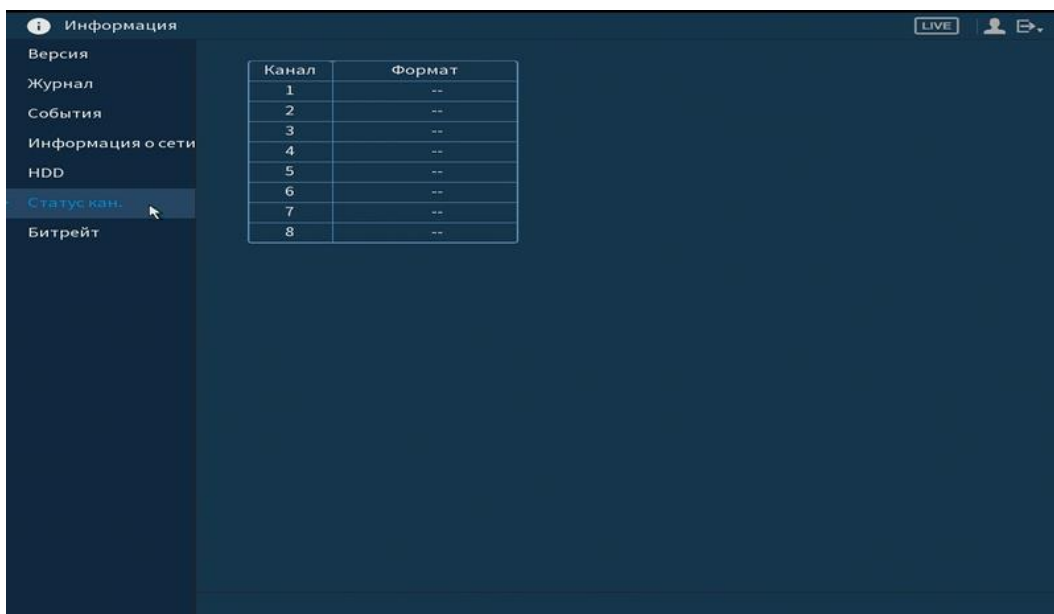 Информация
LIVE
Версия
Журнал
События
Информация о сети
HDD
Статус кан.
Битрейт
Канал Формат
1 --
2 --
3 --
4 --
5 --
6 --
7 --
8 --